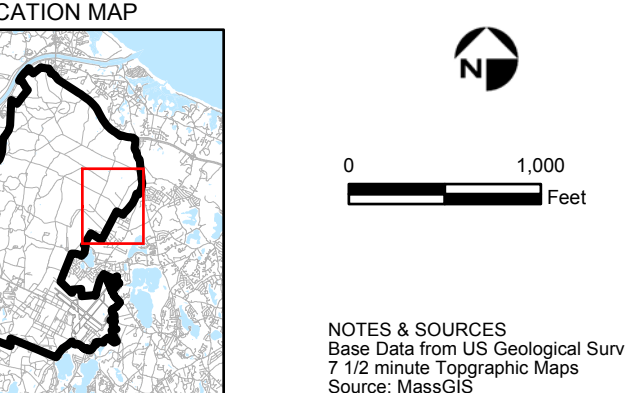 CATION MAP
N
0 1,000
Feet
NOTES & SOURCES
Base Data from US Geological Surv
7 1/2 minute Topgraphic Maps
Source: MassGIS